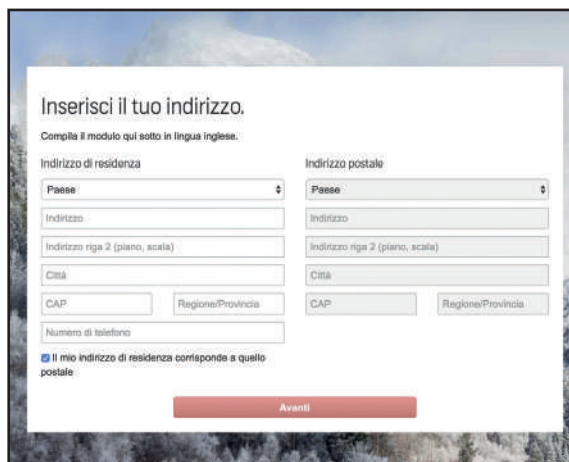 Inserisci il tuo indirizzo.
Compila il modulo qui sotto in lingua inglese.
Indirizzo di residenza
Paese
Indirizzo
Indirizzo riga 2 (piano, scala)
Città
CAP Regione/Provincia
Numero di telefono
Il mio indirizzo di residenza corrisponde a quello
postale
Indirizzo postale
Paese
Indirizzo
Indirizzo riga 2 (piano, scala)
Città
CAP Regione/Provincia
Avanti